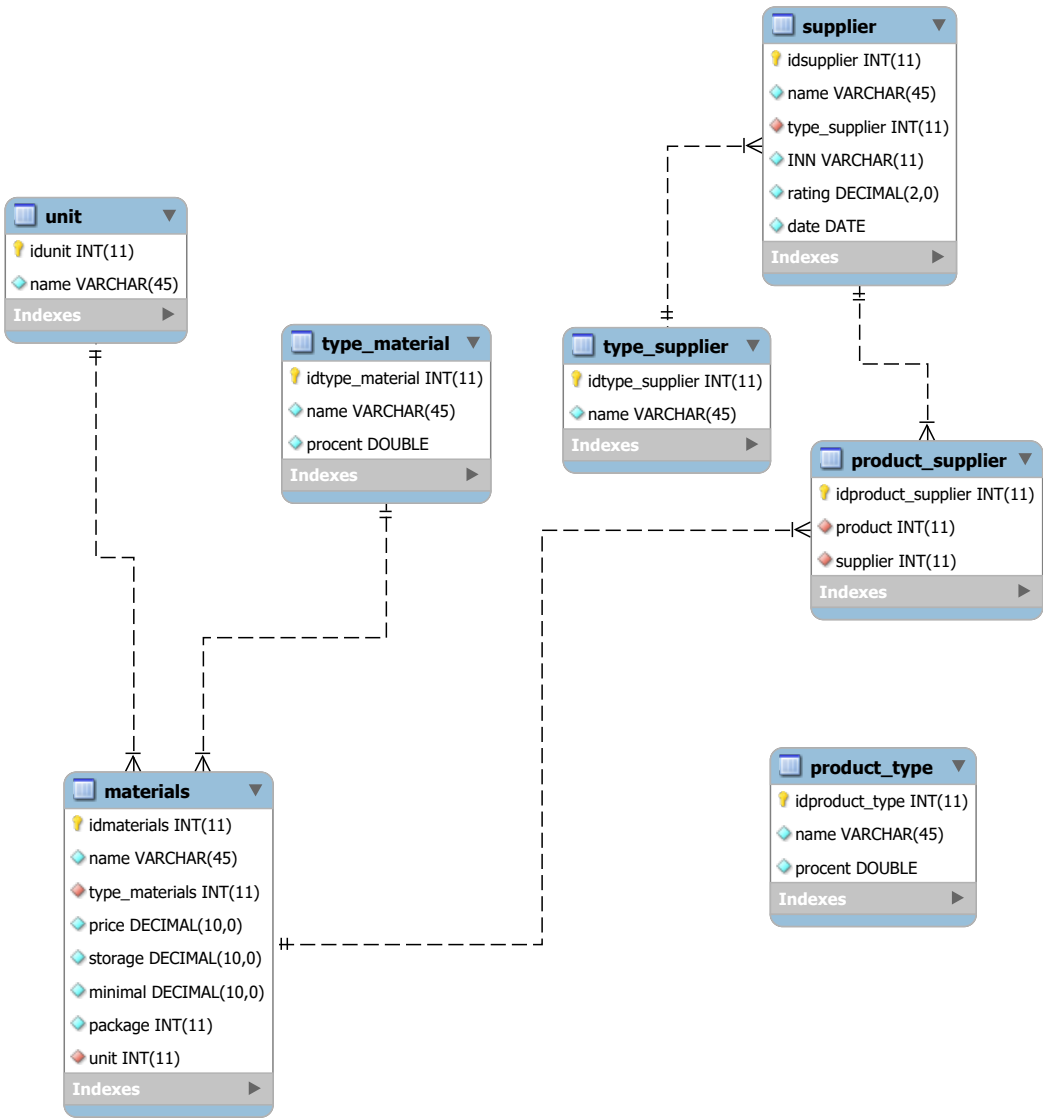 supplier
idsupplier INT(11)
name VARCHAR(45)
type_supplier INT(11)
INN VARCHAR(11)
rating DECIMAL(2,0)
date DATE
Indexes
unit
idunit INT(11)
name VARCHAR(45)
Indexes
type_material
idtype_material INT(11)
name VARCHAR(45)
procent DOUBLE
Indexes
type_supplier
idtype_supplier INT(11)
name VARCHAR(45)
Indexes
product_supplier
idproduct_supplier INT(11)
product INT(11)
supplier INT(11)
Indexes
materials
idmaterials INT(11)
name VARCHAR(45)
type_materials INT(11)
price DECIMAL(10,0)
storage DECIMAL(10,0)
minimal DECIMAL(10,0)
package INT(11)
unit INT(11)
Indexes
product_type
idproduct_type INT(11)
name VARCHAR(45)
procent DOUBLE
Indexes